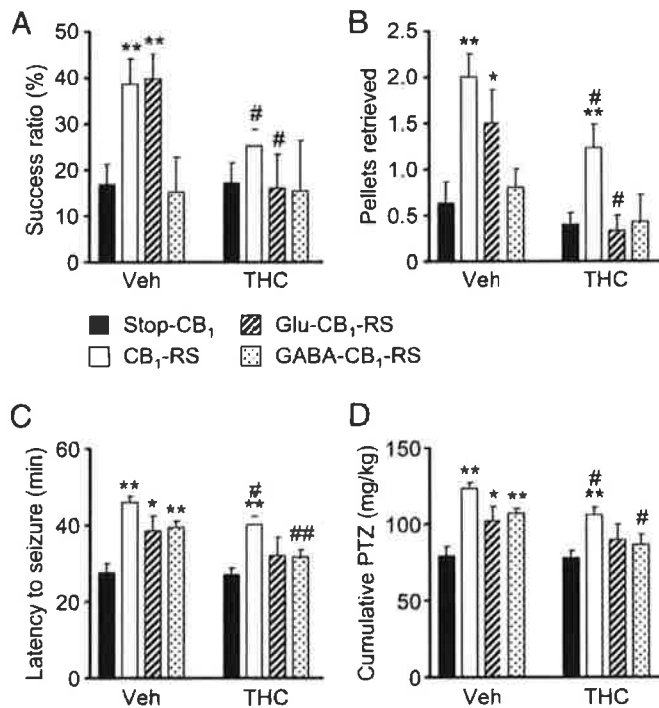 A
Success ratio (%)
50
40
30
20
10
0
** **
# #
Veh THC
B
Pellets retrieved
2.5
2.0
1.5
1.0
0.5
0
** *
#
**
#
Veh THC
Stop-CB₁ Glu-CB₁-RS
CB₁-RS GABA-CB₁-RS
C
Latency to seizure (min)
60
40
20
0
** * **
#
** ##
Veh THC
D
Cumulative PTZ (mg/kg)
150
100
50
0
** * **
#
** #
Veh THC